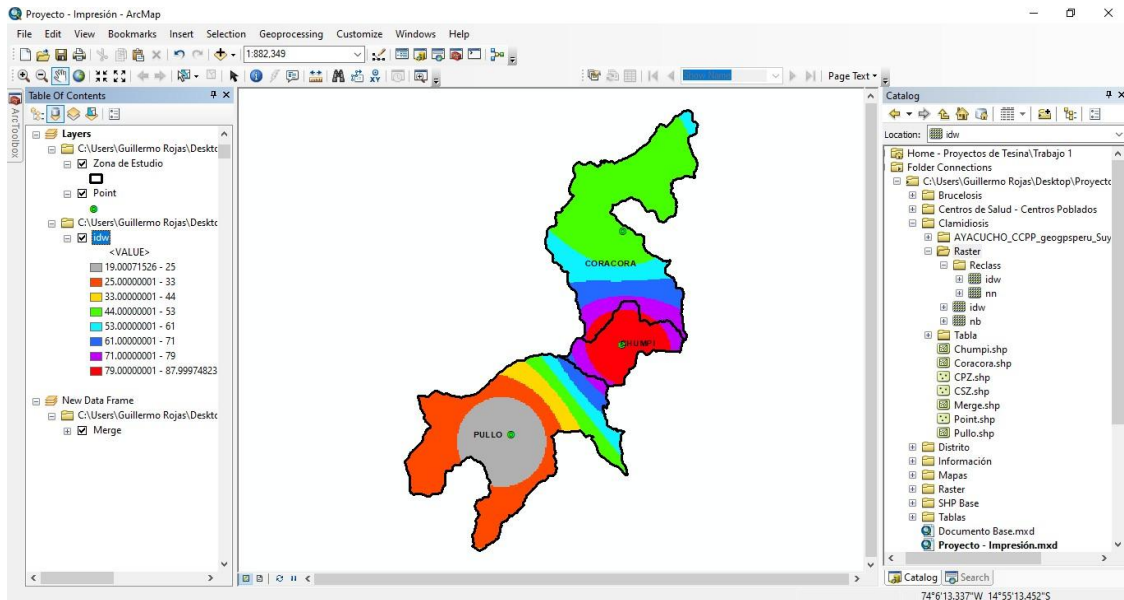 Proyecto - Impresión - ArcMap
File Edit View Bookmarks Insert Selection Geoprocessing Customize Windows Help
1:882,349
Page Text
Table Of Contents
ArcToolbox
Layers
C:\Users\Guillermo Rojas\Deskto
Zona de Estudio
Point
C:\Users\Guillermo Rojas\Deskto
idw
<VALUE>
19.00071526 - 25
25.00000001 - 33
33.00000001 - 44
44.00000001 - 53
53.00000001 - 61
61.00000001 - 71
71.00000001 - 79
79.00000001 - 87.99974823
New Data Frame
C:\Users\Guillermo Rojas\Deskto
Merge
CORACORA
CHUMPI
PULLO
Catalog
Location: idw
Home - Proyectos de Tesina\Trabajo 1
Folder Connections
C:\Users\Guillermo Rojas\Desktop\Proyecto
Brucelosis
Centros de Salud - Centros Poblados
Clamidiosis
AYACUCHO_CCPP_geogpsperu_Suy
Raster
Reclass
idw
nn
idw
nb
Tabla
Chumpi.shp
Coracora.shp
CPZ.shp
CSZ.shp
Merge.shp
Point.shp
Pullo.shp
Distrito
Información
Mapas
Raster
SHP Base
Tablas
Documento Base.mxd
Proyecto - Impresión.mxd
Catalog Search
74°6'13.337"W 14°55'13.452"S